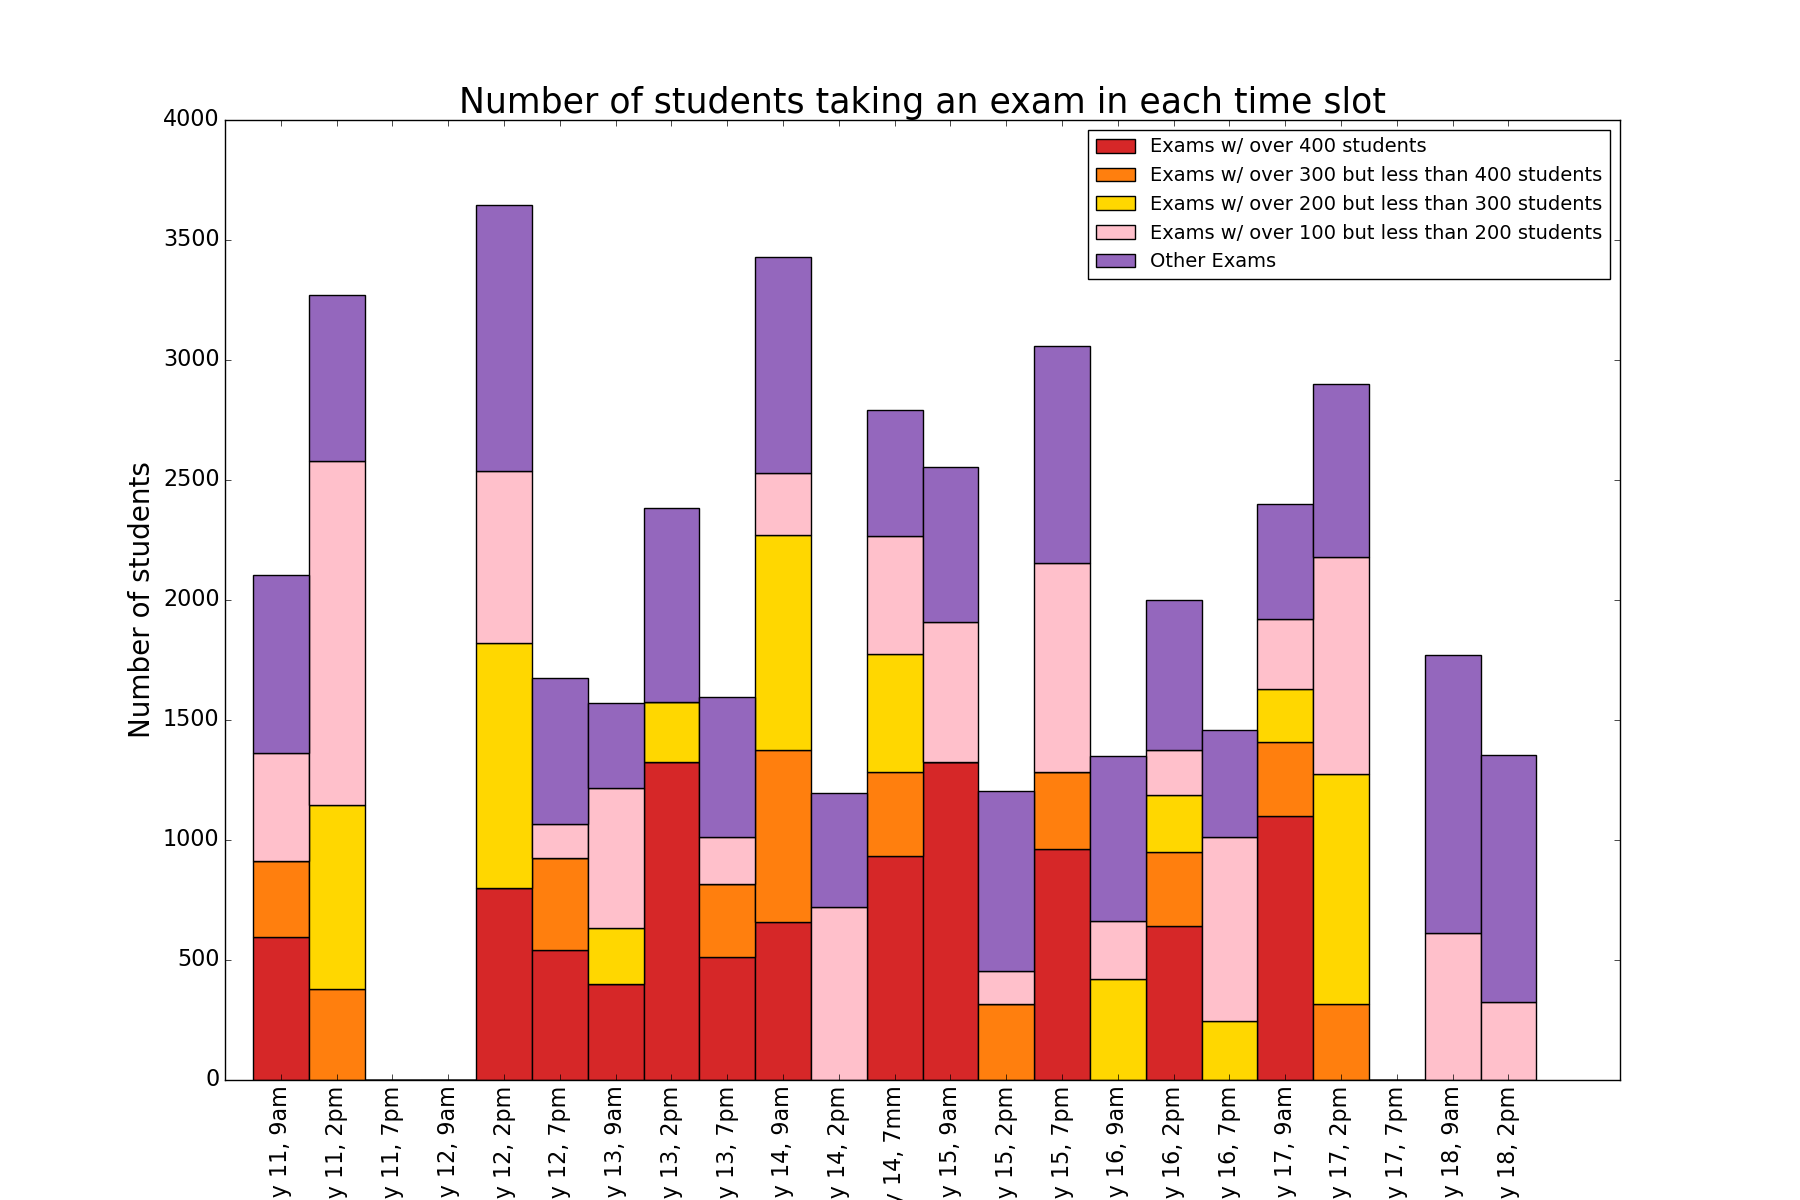 Number of students taking an exam in each time slot
Exams w/ over 400 students
Exams w/ over 300 but less than 400 students
Exams w/ over 200 but less than 300 students
Exams w/ over 100 but less than 200 students
Other Exams
Number of students
4000
3500
3000
2500
2000
1500
1000
500
0
y 11, 9am
y 11, 2pm
y 11, 7pm
y 12, 9am
y 12, 2pm
y 12, 7pm
y 13, 9am
y 13, 2pm
y 13, 7pm
y 14, 9am
y 14, 2pm
y 14, 7mm
y 15, 9am
y 15, 2pm
y 15, 7pm
y 16, 9am
y 16, 2pm
y 16, 7pm
y 17, 9am
y 17, 2pm
y 17, 7pm
y 18, 9am
y 18, 2pm